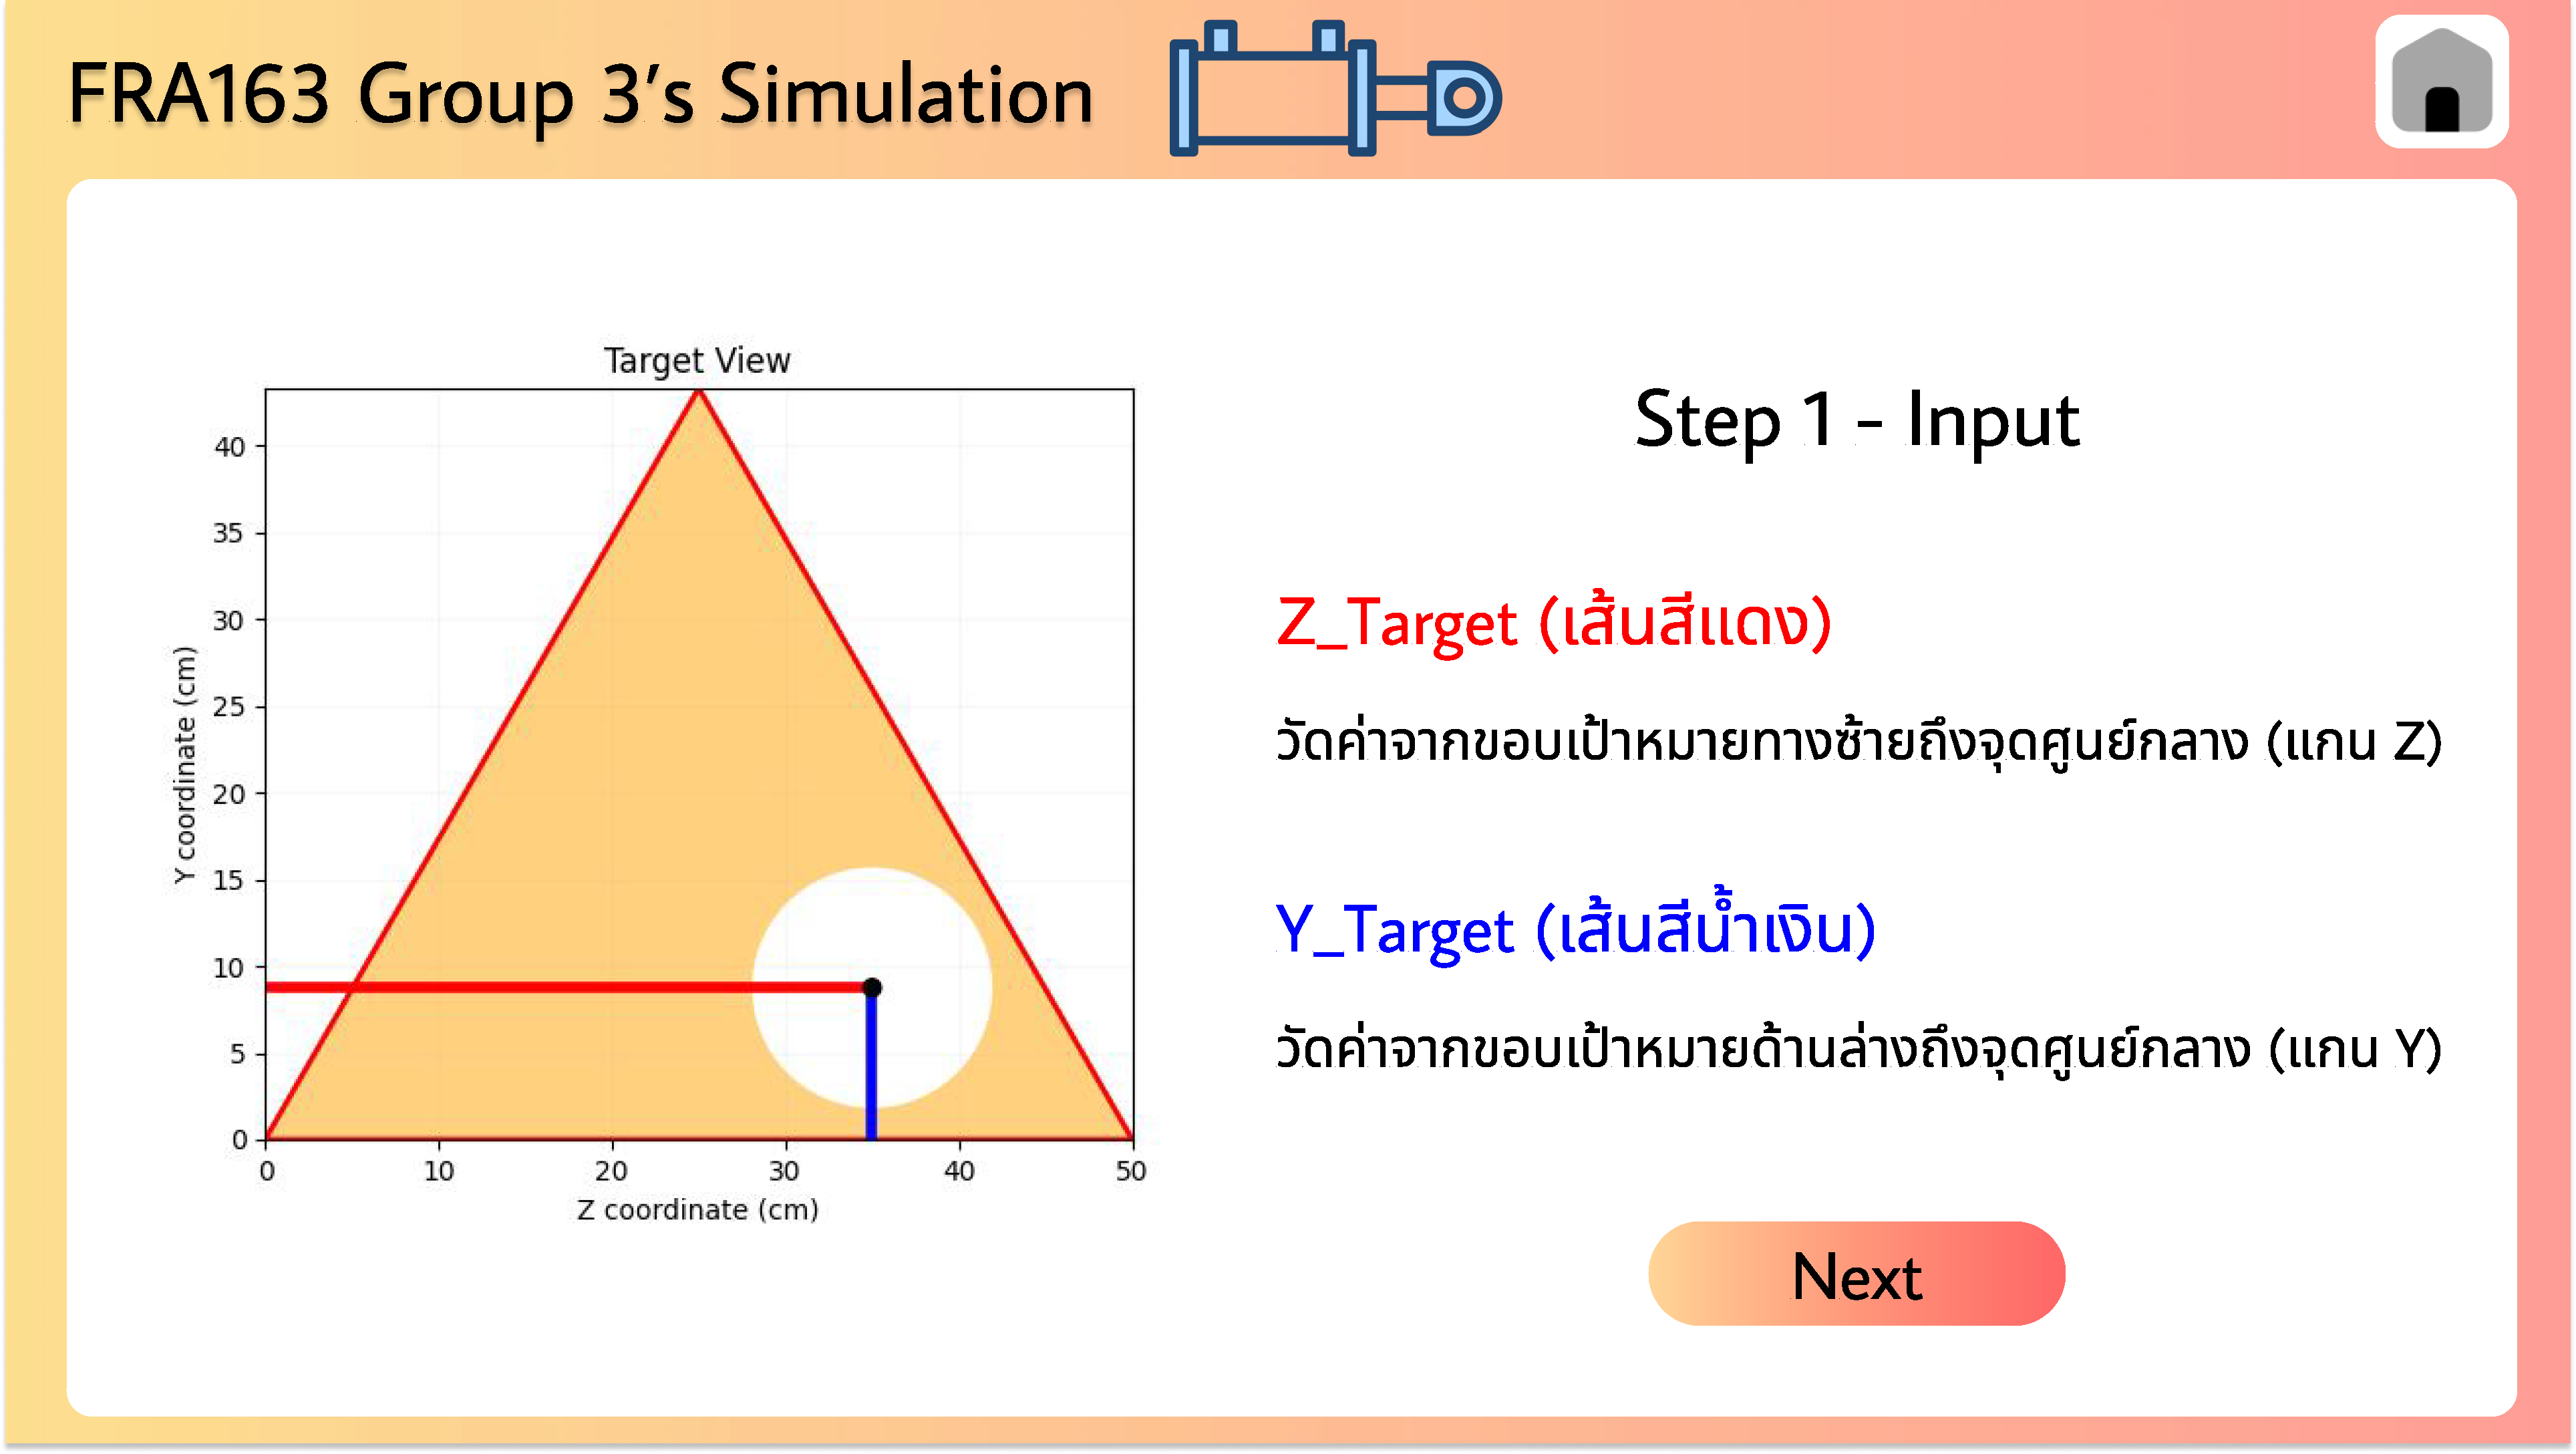 FRA163 Group 3’s Simulation
Target View
Step 1 - Input
Z_Target (เส้นสีแดง)
วัดค่าจากขอบเป้าหมายทางซ้ายถึงจุดศูนย์กลาง (แกน Z)
Y_Target (เส้นสีน้ำเงิน)
วัดค่าจากขอบเป้าหมายด้านล่างถึงจุดศูนย์กลาง (แกน Y)
Next
Y coordinate (cm)
40
35
30
25
20
15
10
5
0
0 10 20 30 40 50
Z coordinate (cm)